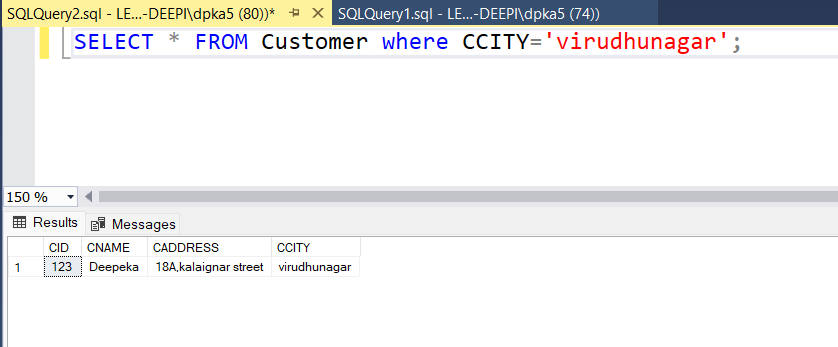 SQLQuery2.sql - LE...-DEEPI\dpka5 (80))* SQLQuery1.sql - LE...-DEEPI\dpka5 (74))
SELECT * FROM Customer where CCITY='virudhunagar';
150 %
Results Messages
CID CNAME CADDRESS CCITY
1 123 Deepeka 18A,kalaignar street virudhunagar